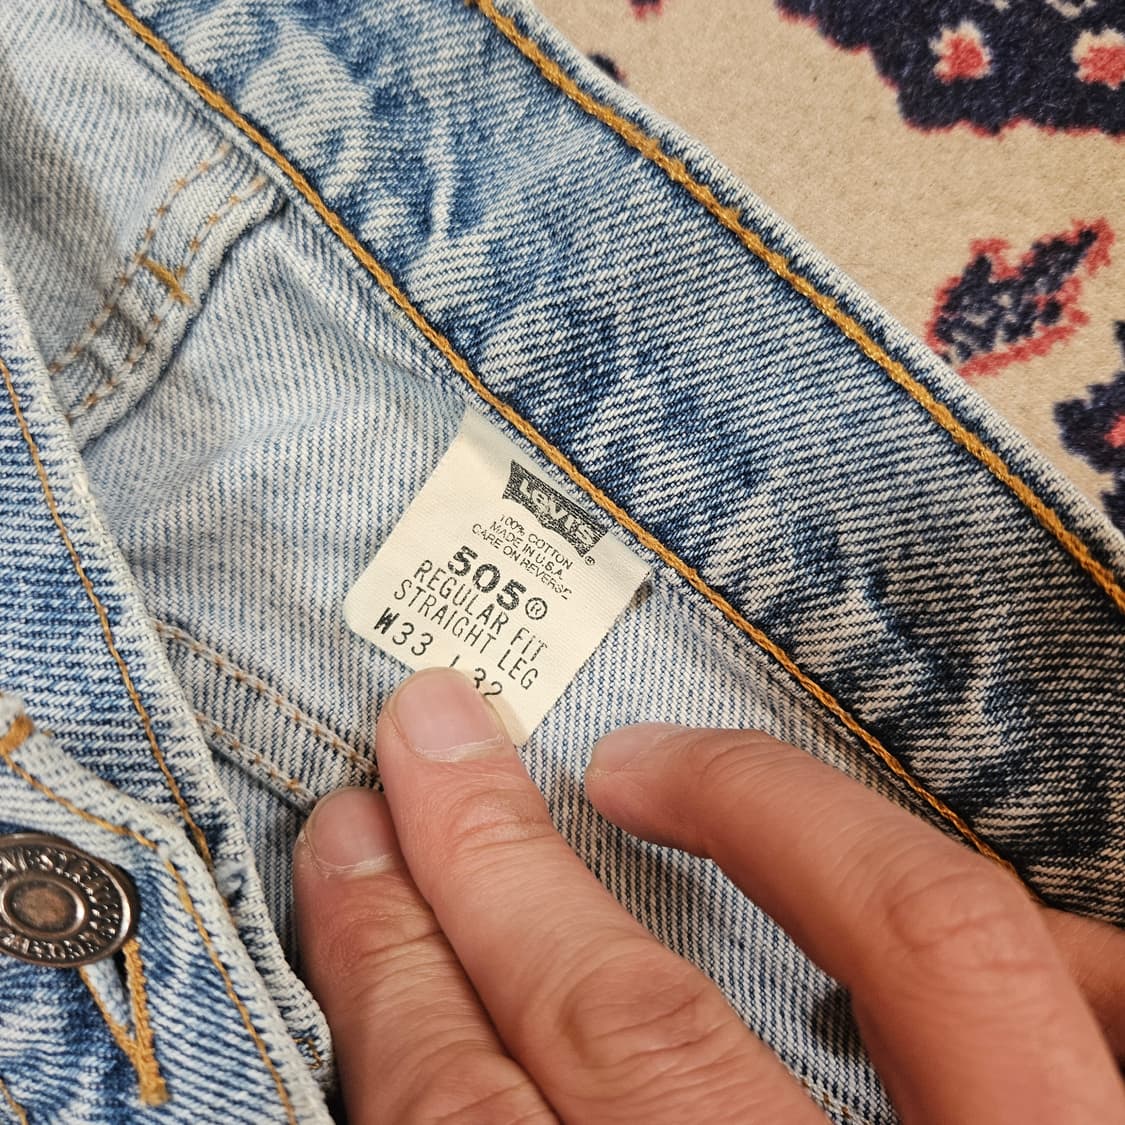 Levi's ®
100% COTTON
MADE IN U.S.A.
CARE ON REVERSE
505®
REGULAR FIT
STRAIGHT LEG
W33 L32